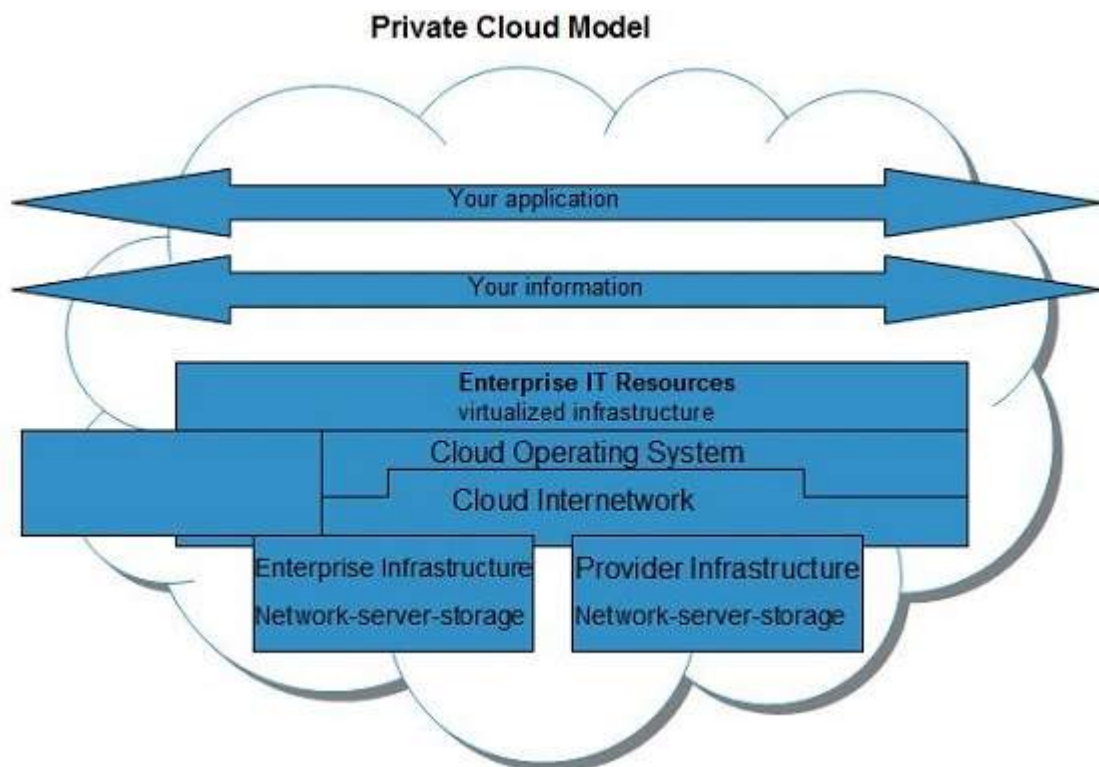 Private Cloud Model
Your application
Your information
Enterprise IT Resources
virtualized infrastructure
Cloud Operating System
Cloud Internetwork
Enterprise Infrastructure
Network-server-storage
Provider Infrastructure
Network-server-storage